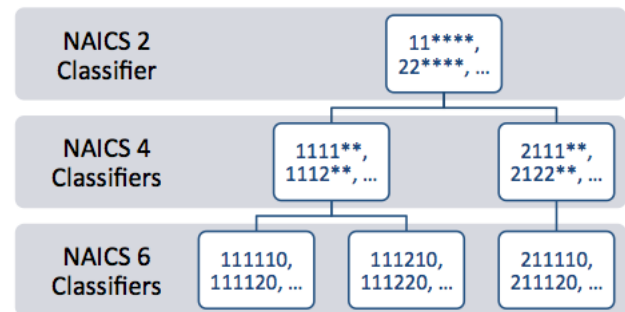 NAICS 2
Classifier
11****,
22****, ...
NAICS 4
Classifiers
1111**,
1112**, ...
2111**,
2122**, ...
NAICS 6
Classifiers
111110,
111120, ...
111210,
111220, ...
211110,
211120, ...